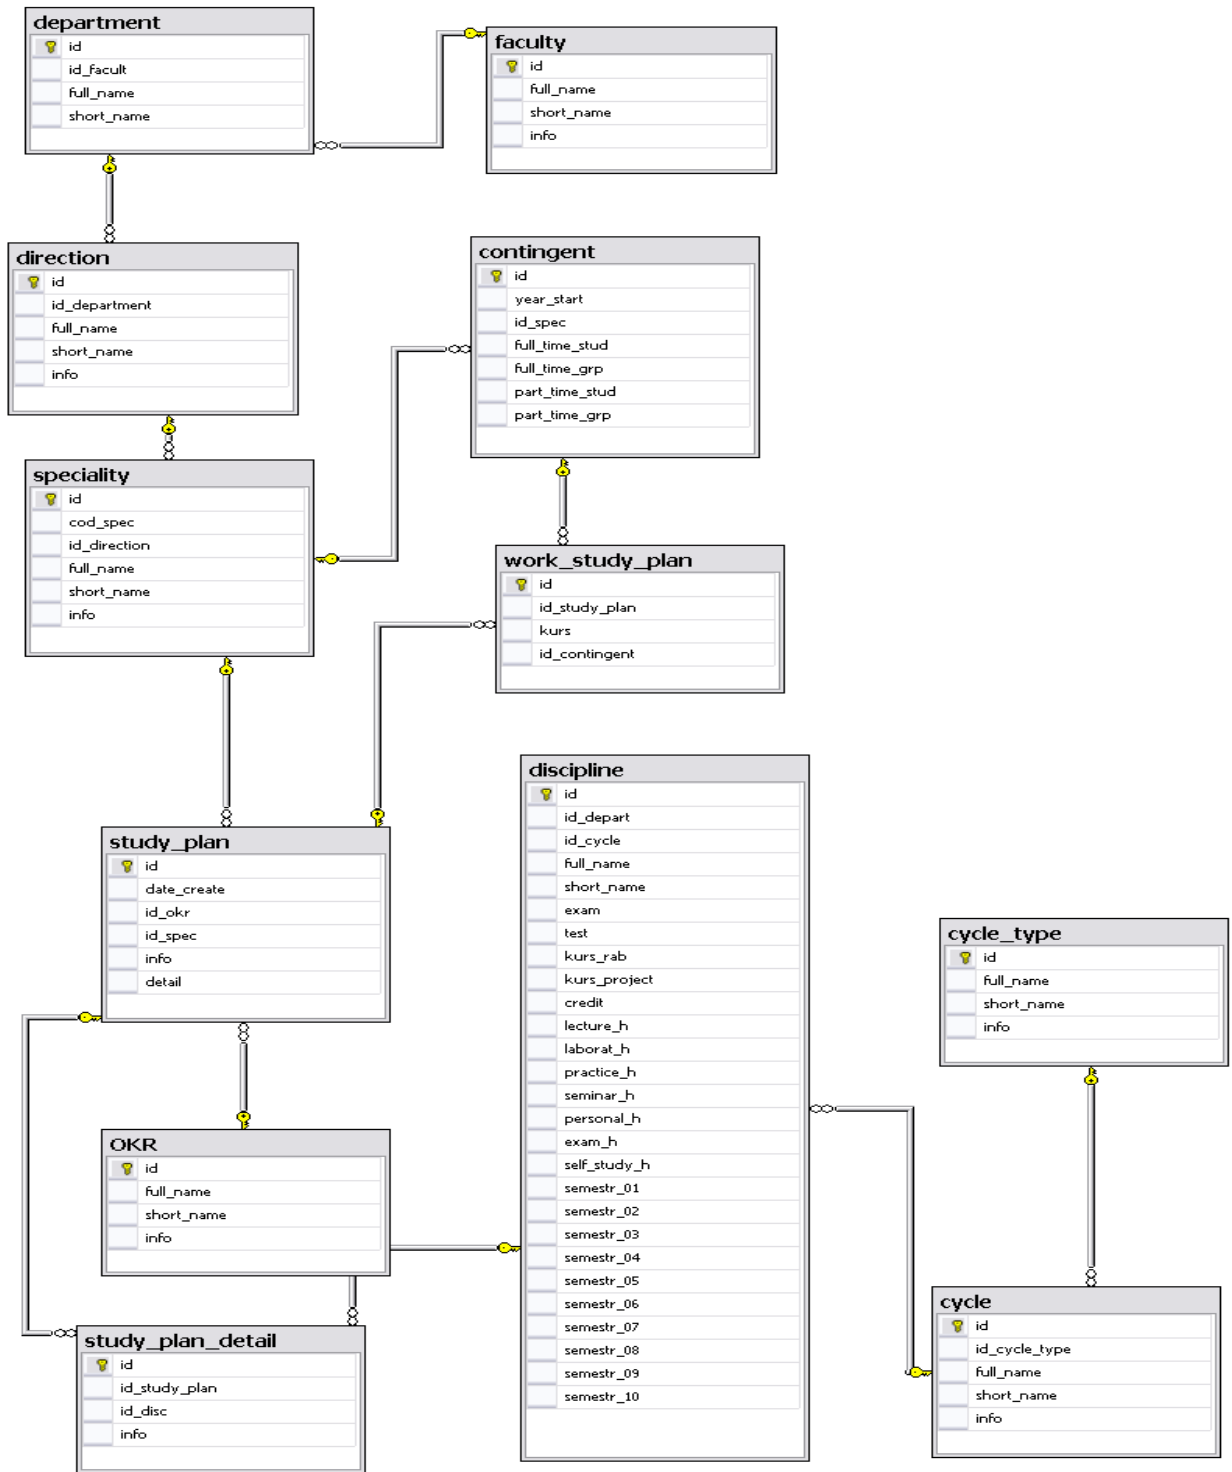 department
id
id_facult
full_name
short_name
faculty
id
full_name
short_name
info
direction
id
id_department
full_name
short_name
info
contingent
id
year_start
id_spec
full_time_stud
full_time_grp
part_time_stud
part_time_grp
speciality
id
cod_spec
id_direction
full_name
short_name
info
work_study_plan
id
id_study_plan
kurs
id_contingent
study_plan
id
date_create
id_okr
id_spec
info
detail
discipline
id
id_depart
id_cycle
full_name
short_name
exam
test
kurs_rab
kurs_project
credit
lecture_h
laborat_h
practice_h
seminar_h
personal_h
exam_h
self_study_h
semestr_01
semestr_02
semestr_03
semestr_04
semestr_05
semestr_06
semestr_07
semestr_08
semestr_09
semestr_10
cycle_type
id
full_name
short_name
info
OKR
id
full_name
short_name
info
cycle
id
id_cycle_type
full_name
short_name
info
study_plan_detail
id
id_study_plan
id_disc
info